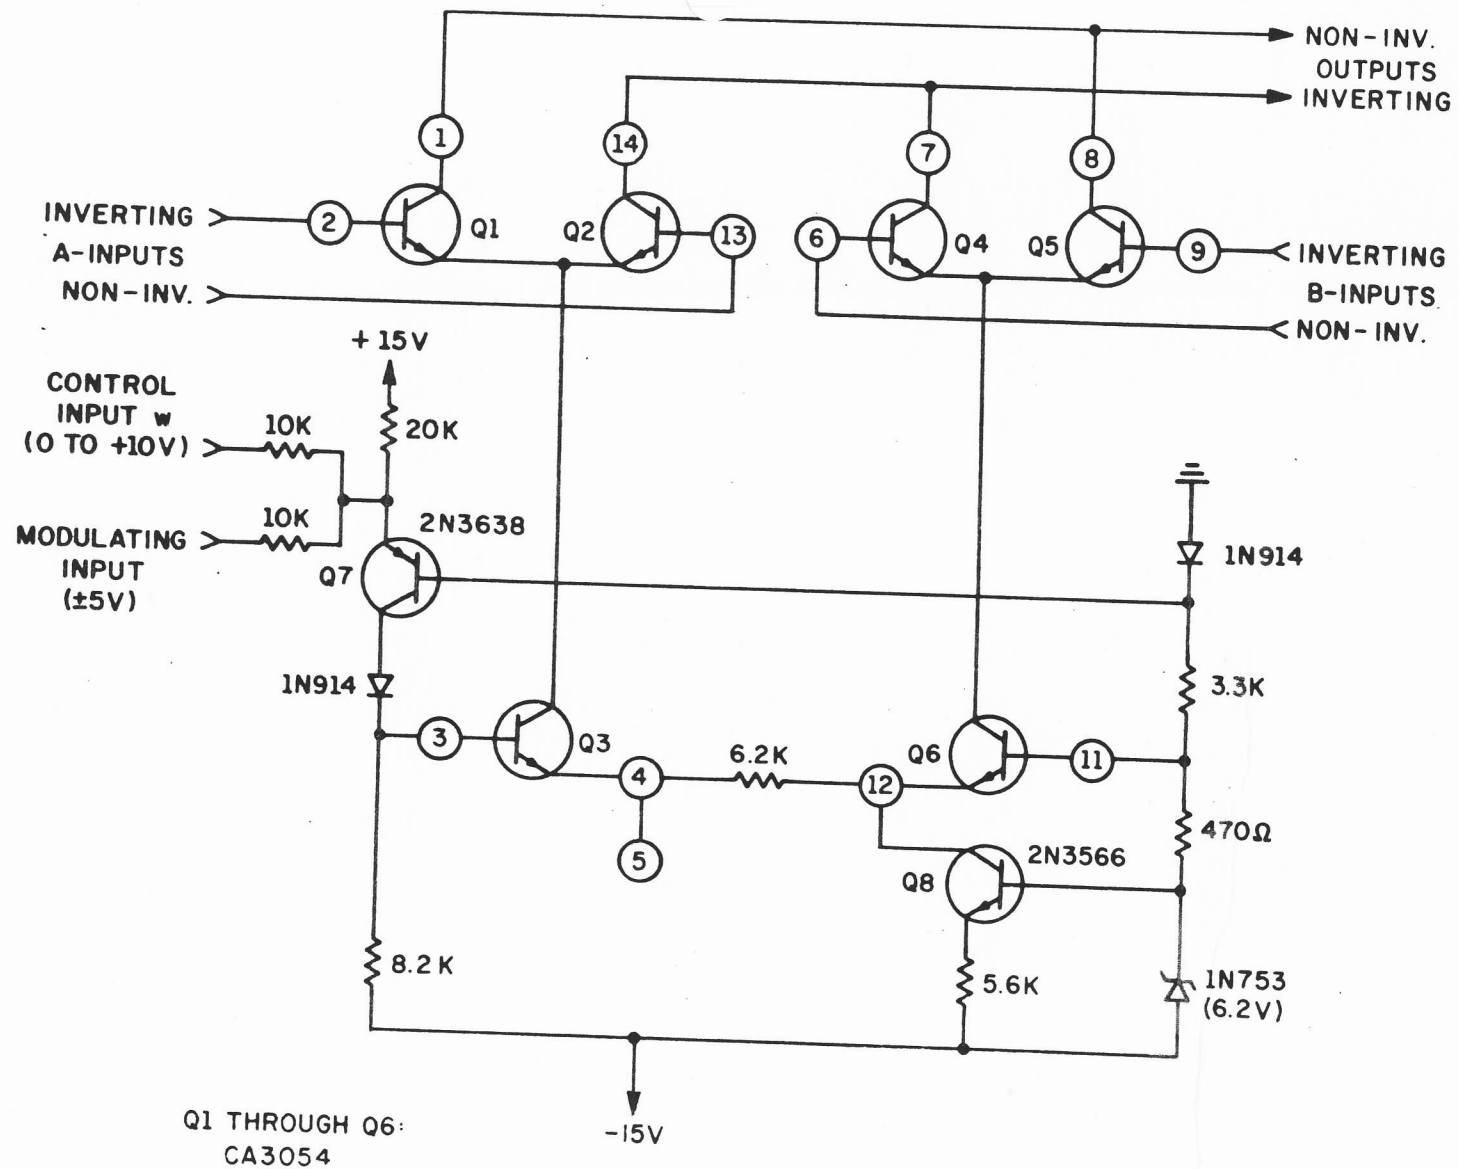 NON-INV.
OUTPUTS
INVERTING
1
14
7
8
INVERTING
2
Q1
Q2
13
6
Q4
Q5
9
INVERTING
A-INPUTS
B-INPUTS
NON-INV.
NON-INV.
+15V
CONTROL
INPUT w
(0 TO +10V)
10K
20K
MODULATING
INPUT
(±5V)
10K
2N3638
Q7
1N914
1N914
3.3K
3
Q3
4
5
6.2K
12
Q6
11
470Ω
2N3566
Q8
8.2K
5.6K
1N753
(6.2V)
-15V
Q1 THROUGH Q6:
CA3054